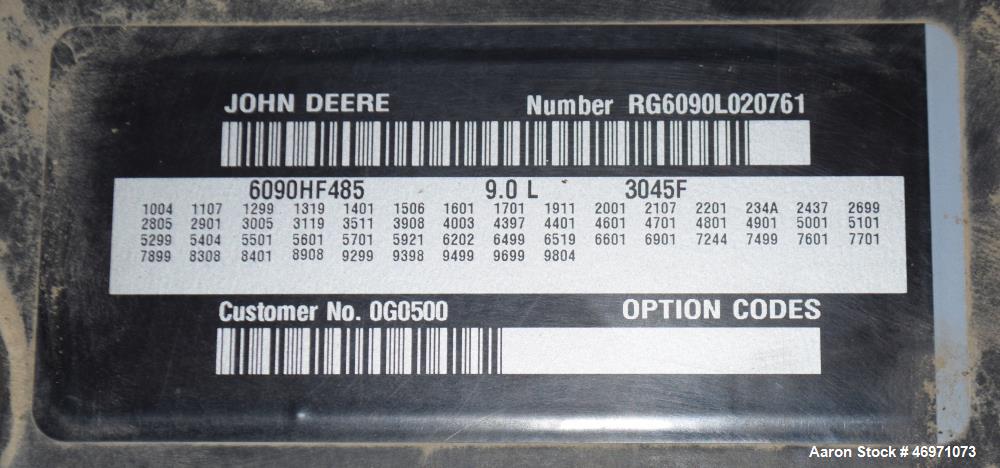 JOHN DEERE Number RG6090L020761
6090HF485 9.0 L 3045F
1004 1107 1299 1319 1401 1506 1601 1701 1911 2001 2107 2201 234A 2437 2699
2805 2901 3005 3119 3511 3908 4003 4397 4401 4601 4701 4801 4901 5001 5101
5299 5404 5501 5601 5701 5921 6202 6499 6519 6601 6901 7244 7499 7601 7701
7899 8308 8401 8908 9299 9398 9499 9699 9804
Customer No. 0G0500 OPTION CODES
Aaron Stock # 46971073